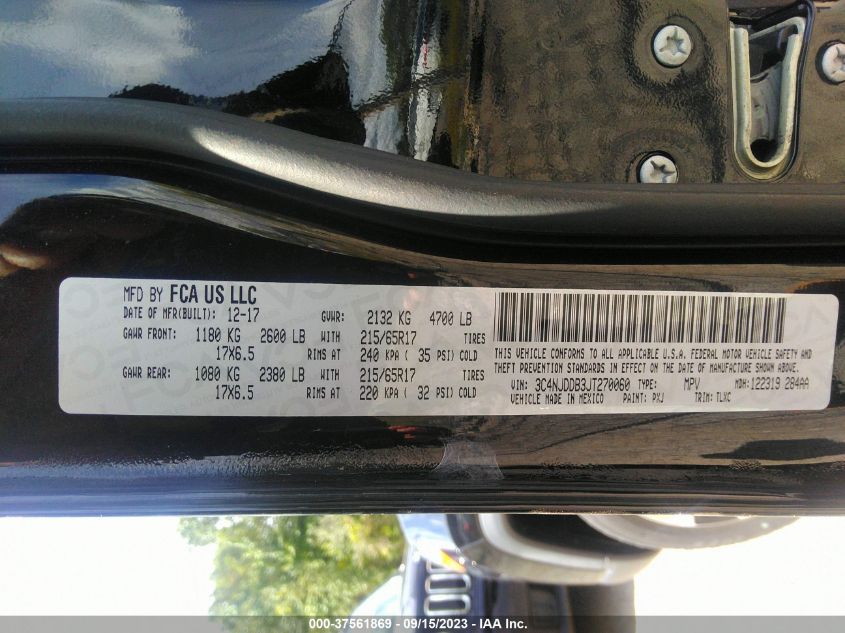 MFD BY FCA US LLC
DATE OF MFR(BUILT): 12-17 GVWR: 2132 KG 4700 LB
GAWR FRONT: 1180 KG 2600 LB WITH 215/65R17 TIRES
17X6.5 RIMS AT 240 KPA ( 35 PSI) COLD
GAWR REAR: 1080 KG 2380 LB WITH 215/65R17 TIRES
17X6.5 RIMS AT 220 KPA ( 32 PSI) COLD
THIS VEHICLE CONFORMS TO ALL APPLICABLE U.S.A. FEDERAL MOTOR VEHICLE SAFETY AND
THEFT PREVENTION STANDARDS IN EFFECT ON THE DATE OF MANUFACTURE SHOWN ABOVE.
VIN: 3C4NJDDB3JT270060 TYPE: MPV MDH: 122319 284AA
VEHICLE MADE IN MEXICO PAINT: PXJ TRIM: TLXC
000-37561869 - 09/15/2023 - IAA Inc.